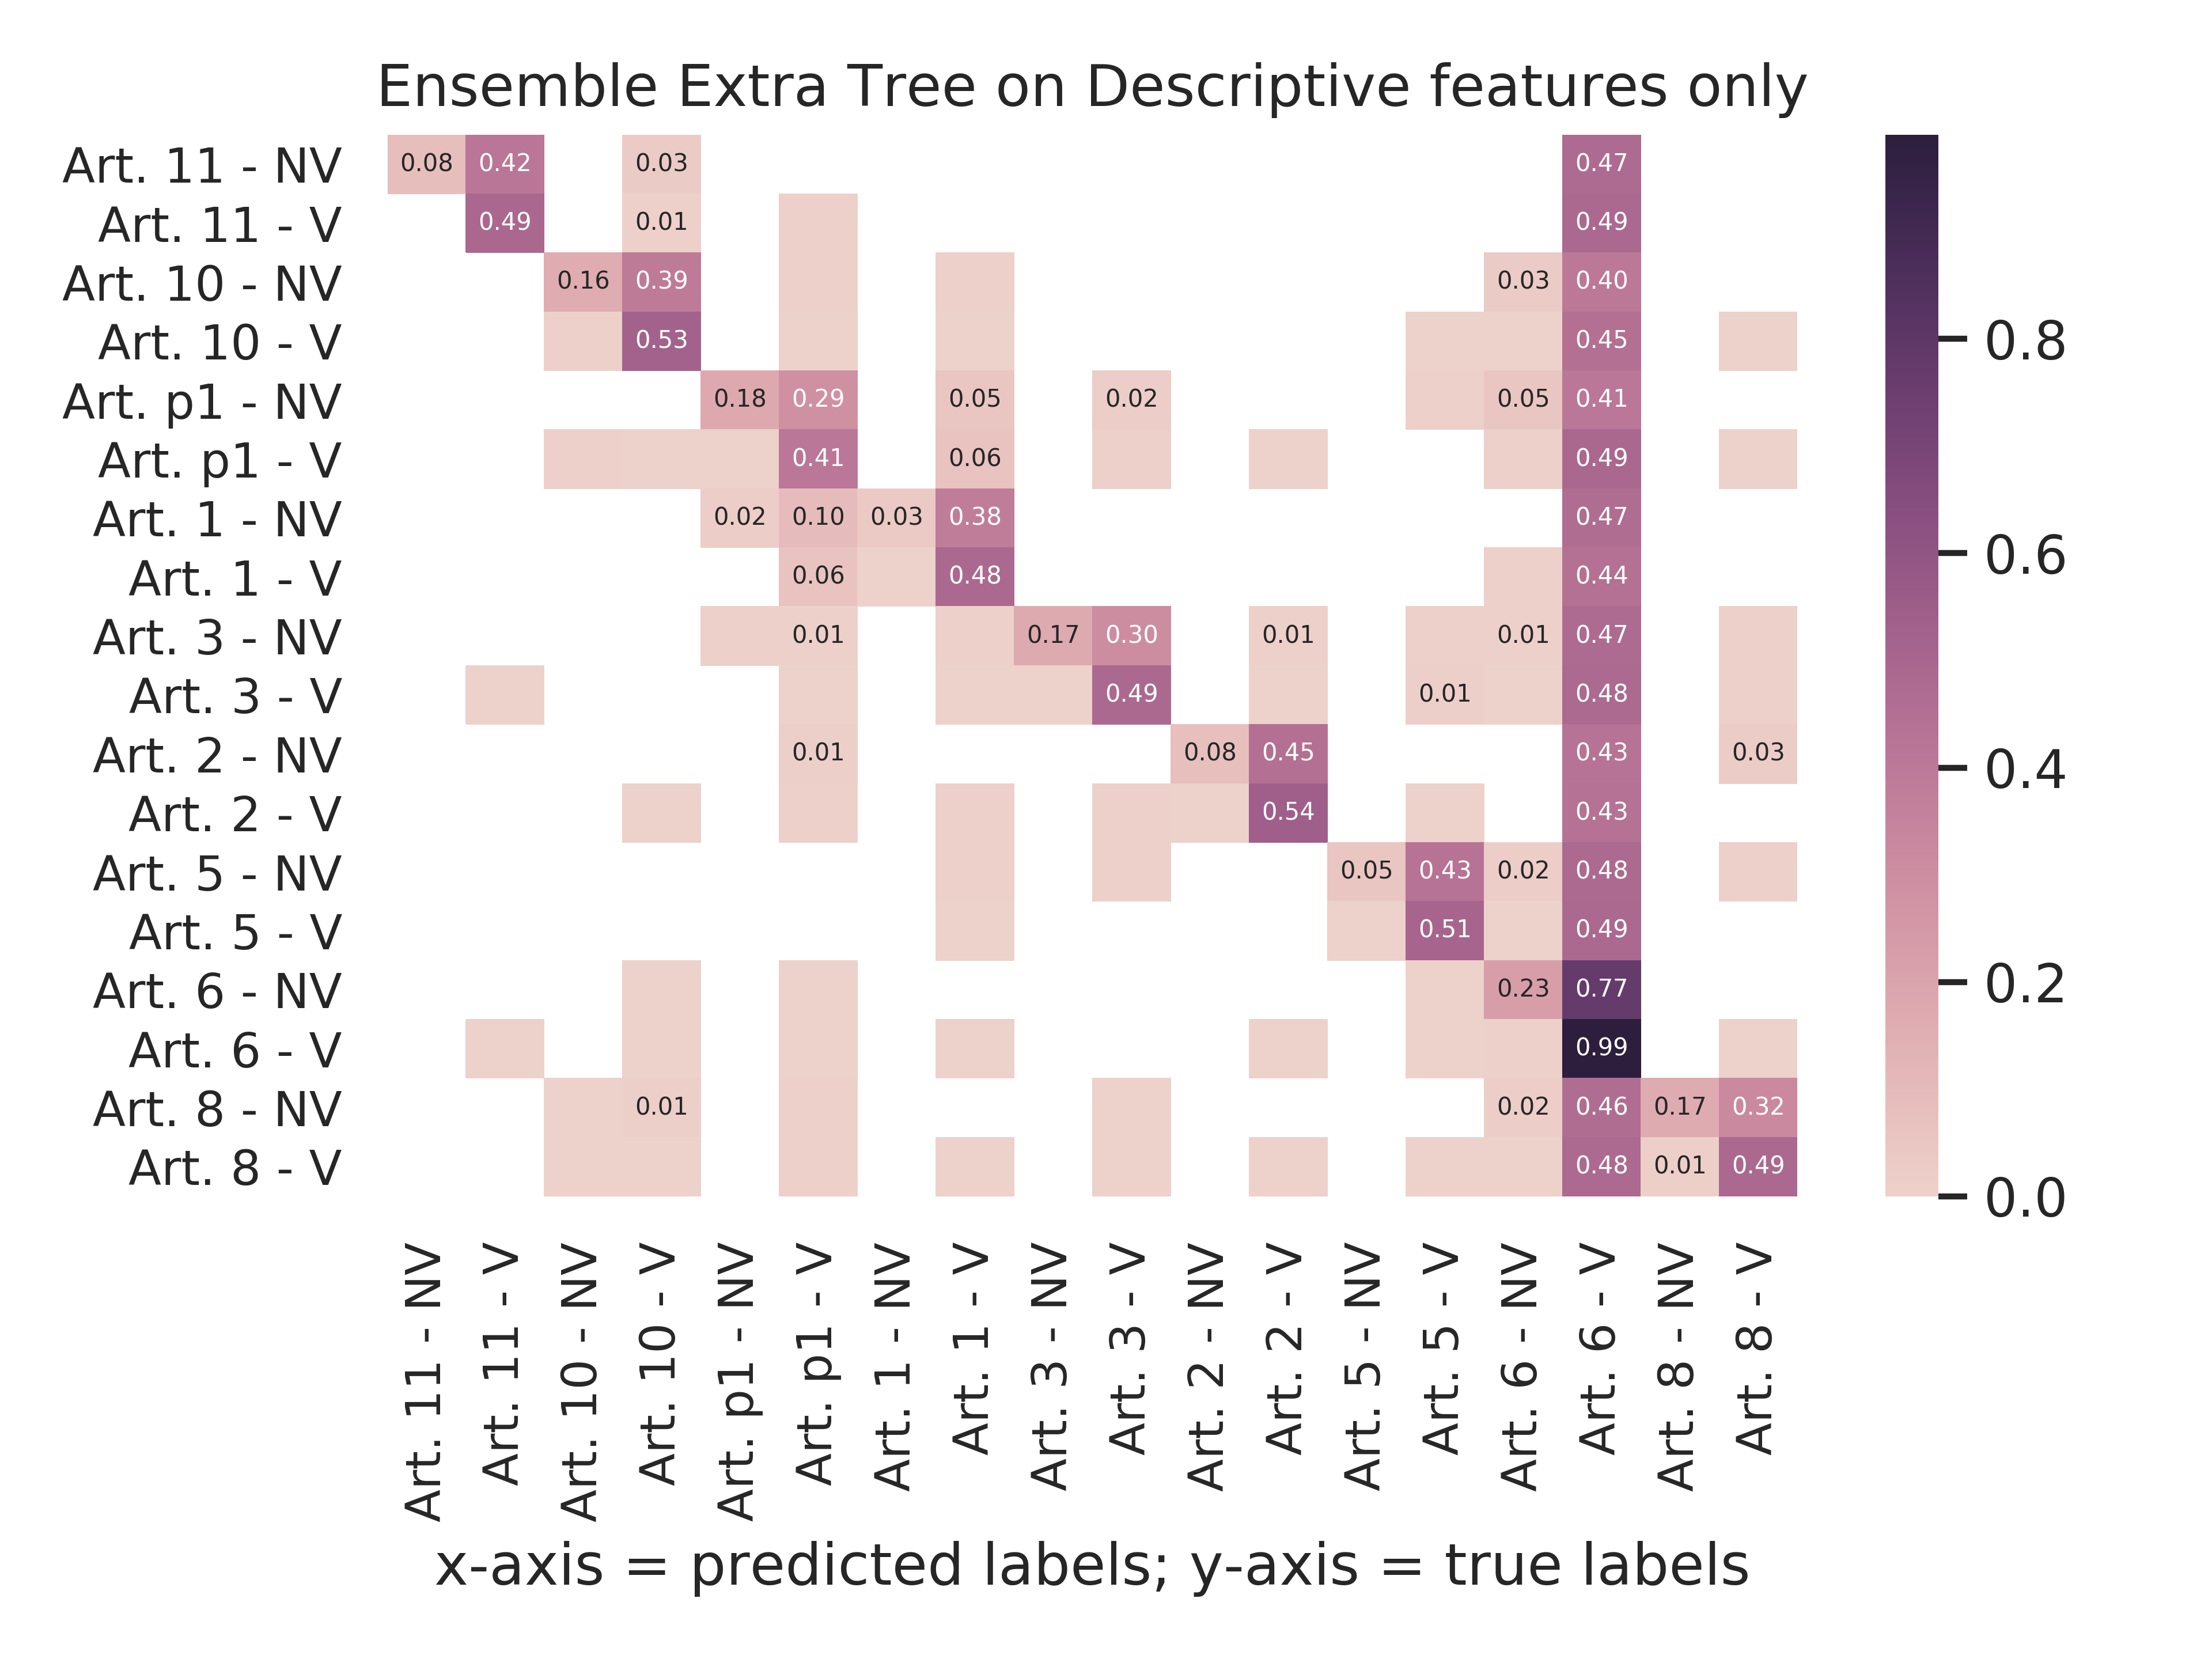 Ensemble Extra Tree on Descriptive features only
Art. 11 - NV 0.08 0.42 0.03 0.47
Art. 11 - V 0.49 0.01 0.49
Art. 10 - NV 0.16 0.39 0.03 0.40
Art. 10 - V 0.53 0.45
Art. p1 - NV 0.18 0.29 0.05 0.02 0.05 0.41
Art. p1 - V 0.41 0.06 0.49
Art. 1 - NV 0.02 0.10 0.03 0.38 0.47
Art. 1 - V 0.06 0.48 0.44
Art. 3 - NV 0.01 0.17 0.30 0.01 0.01 0.47
Art. 3 - V 0.49 0.01 0.48
Art. 2 - NV 0.01 0.08 0.45 0.43 0.03
Art. 2 - V 0.54 0.43
Art. 5 - NV 0.05 0.43 0.02 0.48
Art. 5 - V 0.51 0.49
Art. 6 - NV 0.23 0.77
Art. 6 - V 0.99
Art. 8 - NV 0.01 0.02 0.46 0.17 0.32
Art. 8 - V 0.48 0.01 0.49
0.8
0.6
0.4
0.2
0.0
Art. 11 - NV
Art. 11 - V
Art. 10 - NV
Art. 10 - V
Art. p1 - NV
Art. p1 - V
Art. 1 - NV
Art. 1 - V
Art. 3 - NV
Art. 3 - V
Art. 2 - NV
Art. 2 - V
Art. 5 - NV
Art. 5 - V
Art. 6 - NV
Art. 6 - V
Art. 8 - NV
Art. 8 - V
x-axis = predicted labels; y-axis = true labels